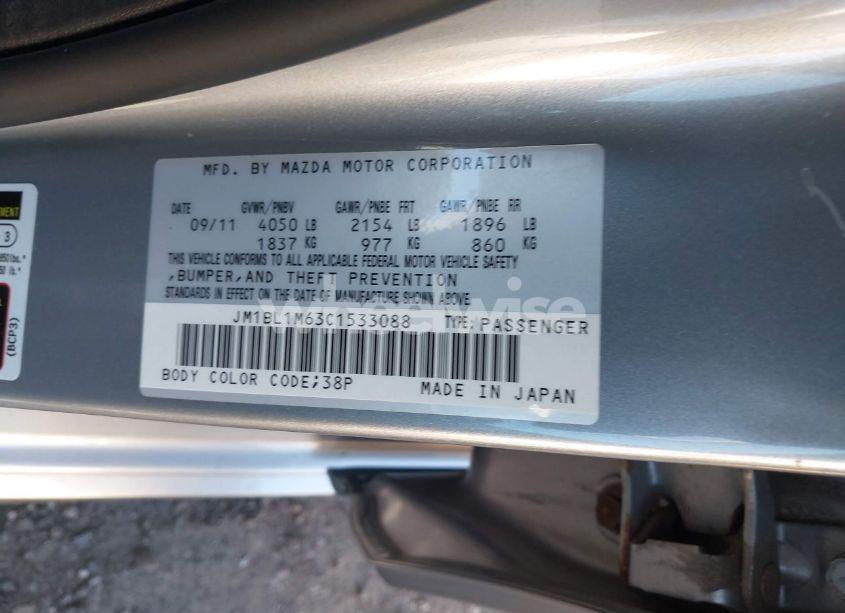 MFD. BY MAZDA MOTOR CORPORATION
DATE GVWR/PNBV GAWR/PNBE FRT GAWR/PNBE RR
09/11 4050 LB 2154 LB 1896 LB
1837 KG 977 KG 860 KG
THIS VEHICLE CONFORMS TO ALL APPLICABLE FEDERAL MOTOR VEHICLE SAFETY
,BUMPER,AND THEFT PREVENTION
STANDARDS IN EFFECT ON THE DATE OF MANUFACTURE SHOWN ABOVE.
JM1BL1M63C1533088 TYPE:PASSENGER
BODY COLOR CODE;38P
MADE IN JAPAN
3
(BCP3)